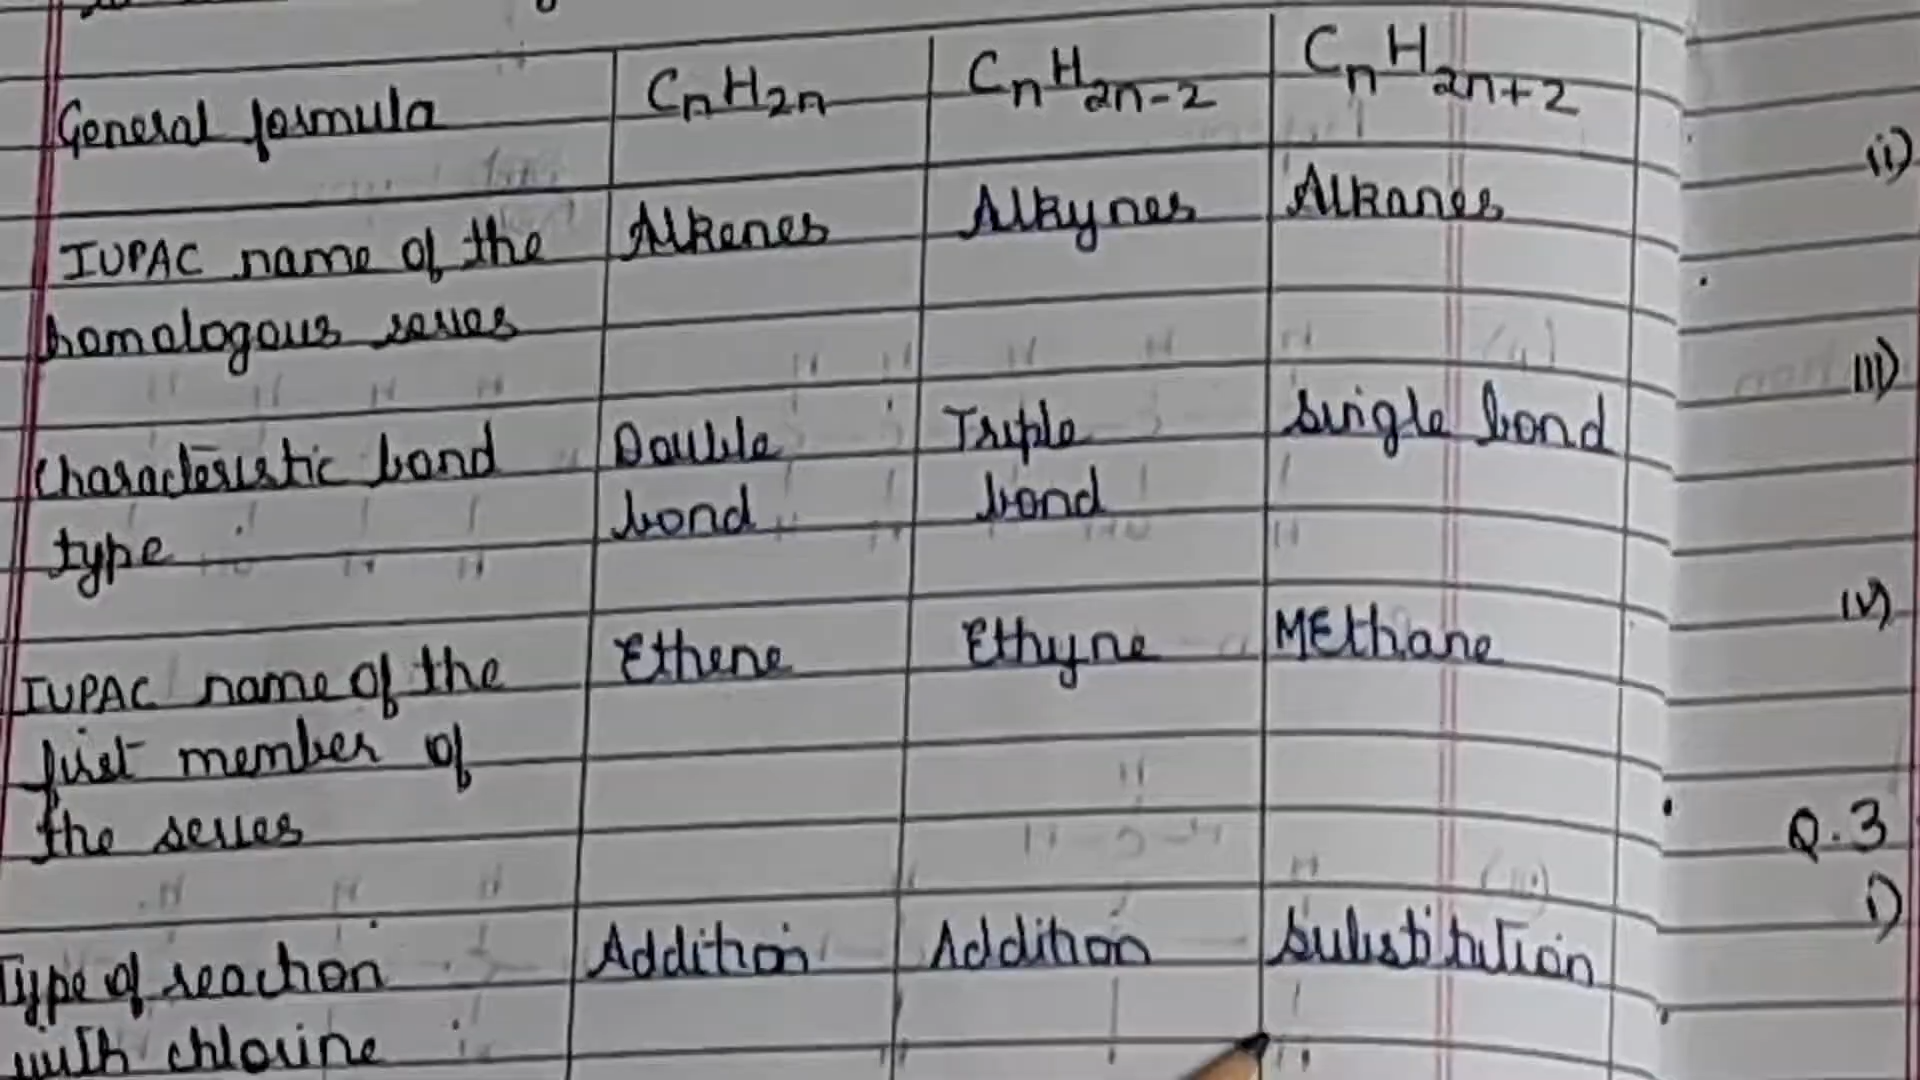 General formula CnH2n CnH2n-2 CnH2n+2
IUPAC name of the Alkenes Alkynes Alkanes
homologous series
Characteristic bond Double Triple single bond
type bond bond
IUPAC name of the Ethene Ethyne MEthane
first member of
the series
Type of reaction Addition Addition substitution
with chlorine
ii)
iii)
iv)
Q.3
i)